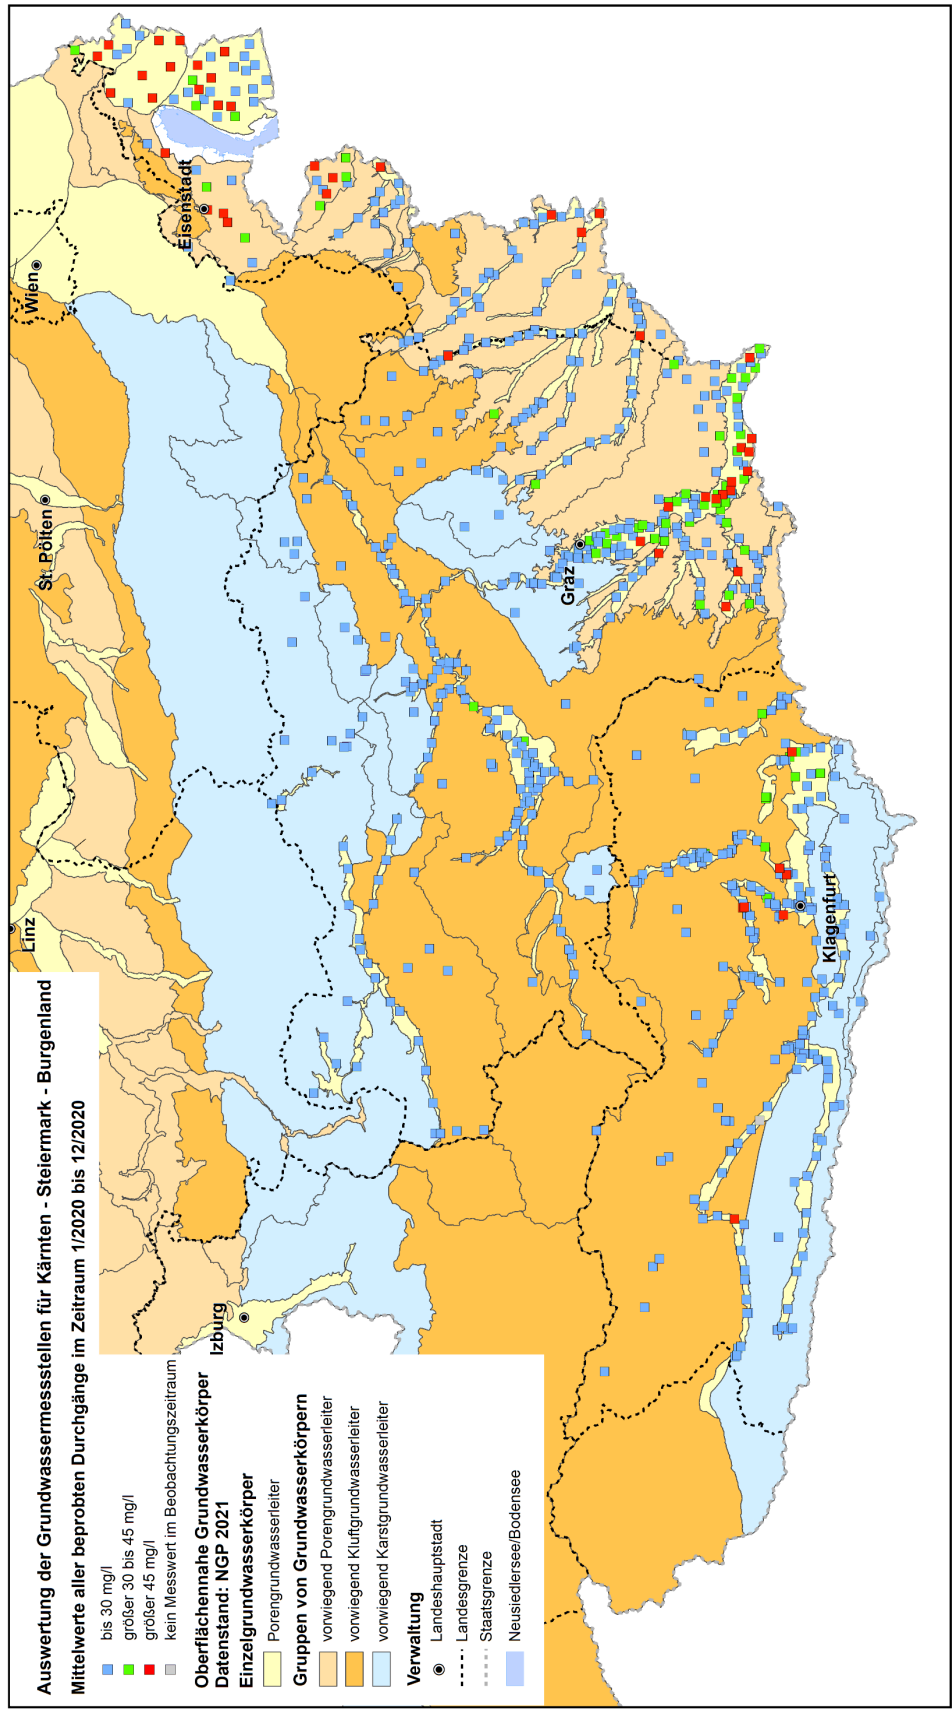 Auswertung der Grundwassermessstellen für Kärnten - Steiermark - Burgenland
Mittelwerte aller beprobten Durchgänge im Zeitraum 1/2020 bis 12/2020
bis 30 mg/l
größer 30 bis 45 mg/l
größer 45 mg/l
kein Messwert im Beobachtungszeitraum
Oberflächennahe Grundwasserkörper
Datenstand: NGP 2021
Einzelgrundwasserkörper
Porengrundwasserleiter
Gruppen von Grundwasserkörpern
vorwiegend Porengrundwasserleiter
vorwiegend Kluftgrundwasserleiter
vorwiegend Karstgrundwasserleiter
Verwaltung
Landeshauptstadt
Landesgrenze
Staatsgrenze
Neusiedlersee/Bodensee
Linz
St. Pölten
Wien
lzburg
Eisenstadt
Graz
Klagenfurt